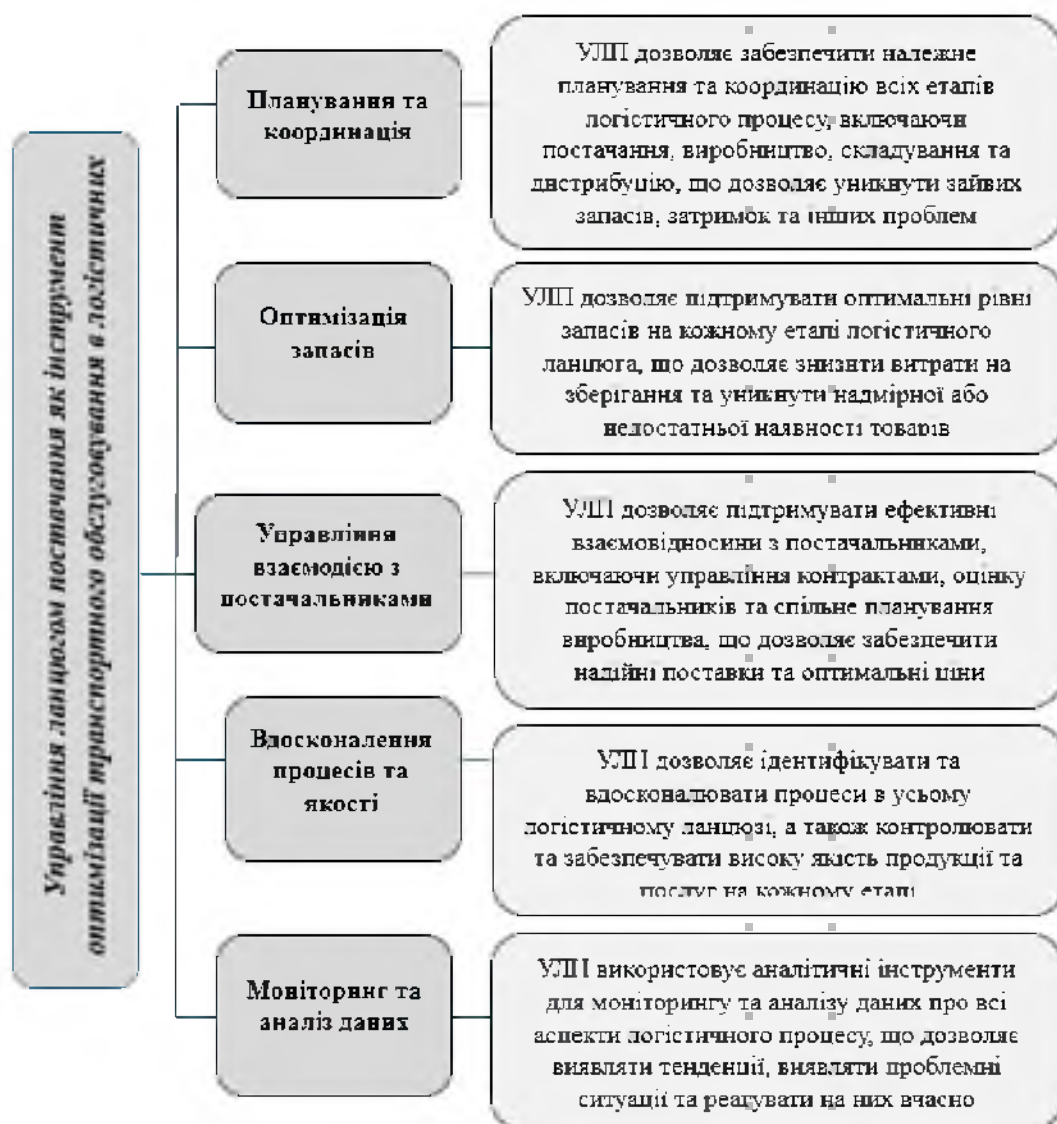 Управління ланцюгом постачання як інструмент
оптимізації транспортного обслуговування в логістичних
Планування та
координація
УЛП дозволяє забезпечити належне
планування та координацію всіх етапів
логістичного процесу, включаючи
постачання, виробництво, складування та
дистрибуцію, що дозволяє уникнути зайвих
запасів, затримок та інших проблем
Оптимізація
запасів
УЛП дозволяє підтримувати оптимальні рівні
запасів на кожному етапі логістичного
ланцюга, що дозволяє знизити витрати на
зберігання та уникнути надмірної або
недостатньої наявності товарів
Управління
взаємодією з
постачальниками
УЛП дозволяє підтримувати ефективні
взаємовідносини з постачальниками,
включаючи управління контрактами, оцінку
постачальників та спільне планування
виробництва, що дозволяє забезпечити
надійні поставки та оптимальні ціни
Вдосконалення
процесів та
якості
УЛП дозволяє ідентифікувати та
вдосконалювати процеси в усьому
логістичному ланцюзі, а також контролювати
та забезпечувати високу якість продукції та
послуг на кожному етапі
Моніторинг та
аналіз даних
УЛП використовує аналітичні інструменти
для моніторингу та аналізу даних про всі
аспекти логістичного процесу, що дозволяє
виявляти тенденції, виявляти проблемні
ситуації та реагувати на них вчасно